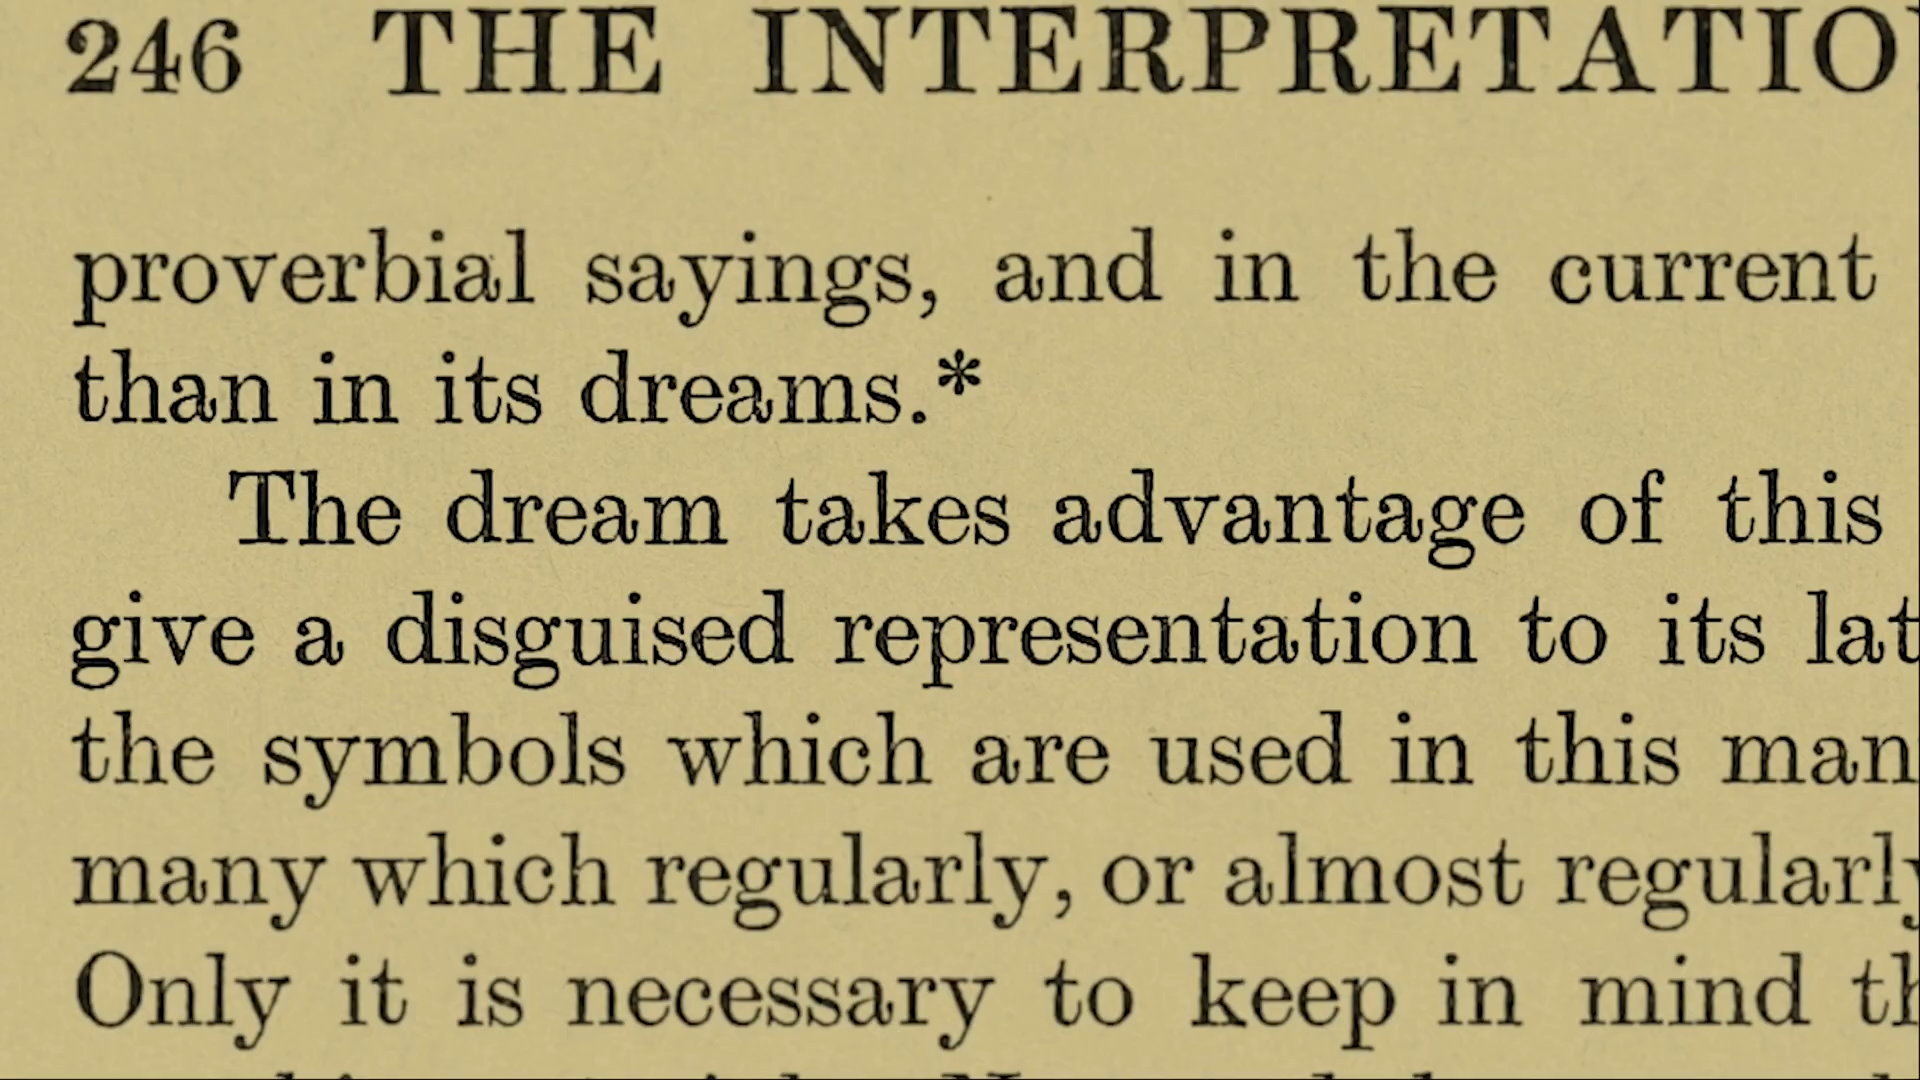 246 THE INTERPRETATIO
proverbial sayings, and in the current
than in its dreams.*
The dream takes advantage of this
give a disguised representation to its lat
the symbols which are used in this man
many which regularly, or almost regularly
Only it is necessary to keep in mind th